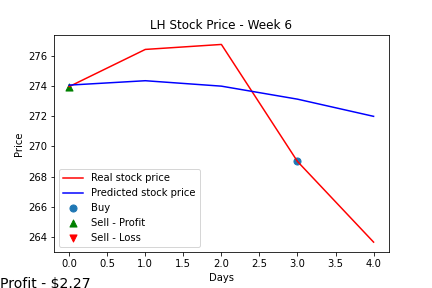 LH Stock Price - Week 6
276
274
272
270
268
266
264
Price
Real stock price
Predicted stock price
Buy
Sell - Profit
Sell - Loss
0.0 0.5 1.0 1.5 2.0 2.5 3.0 3.5 4.0
Days
Profit - $2.27